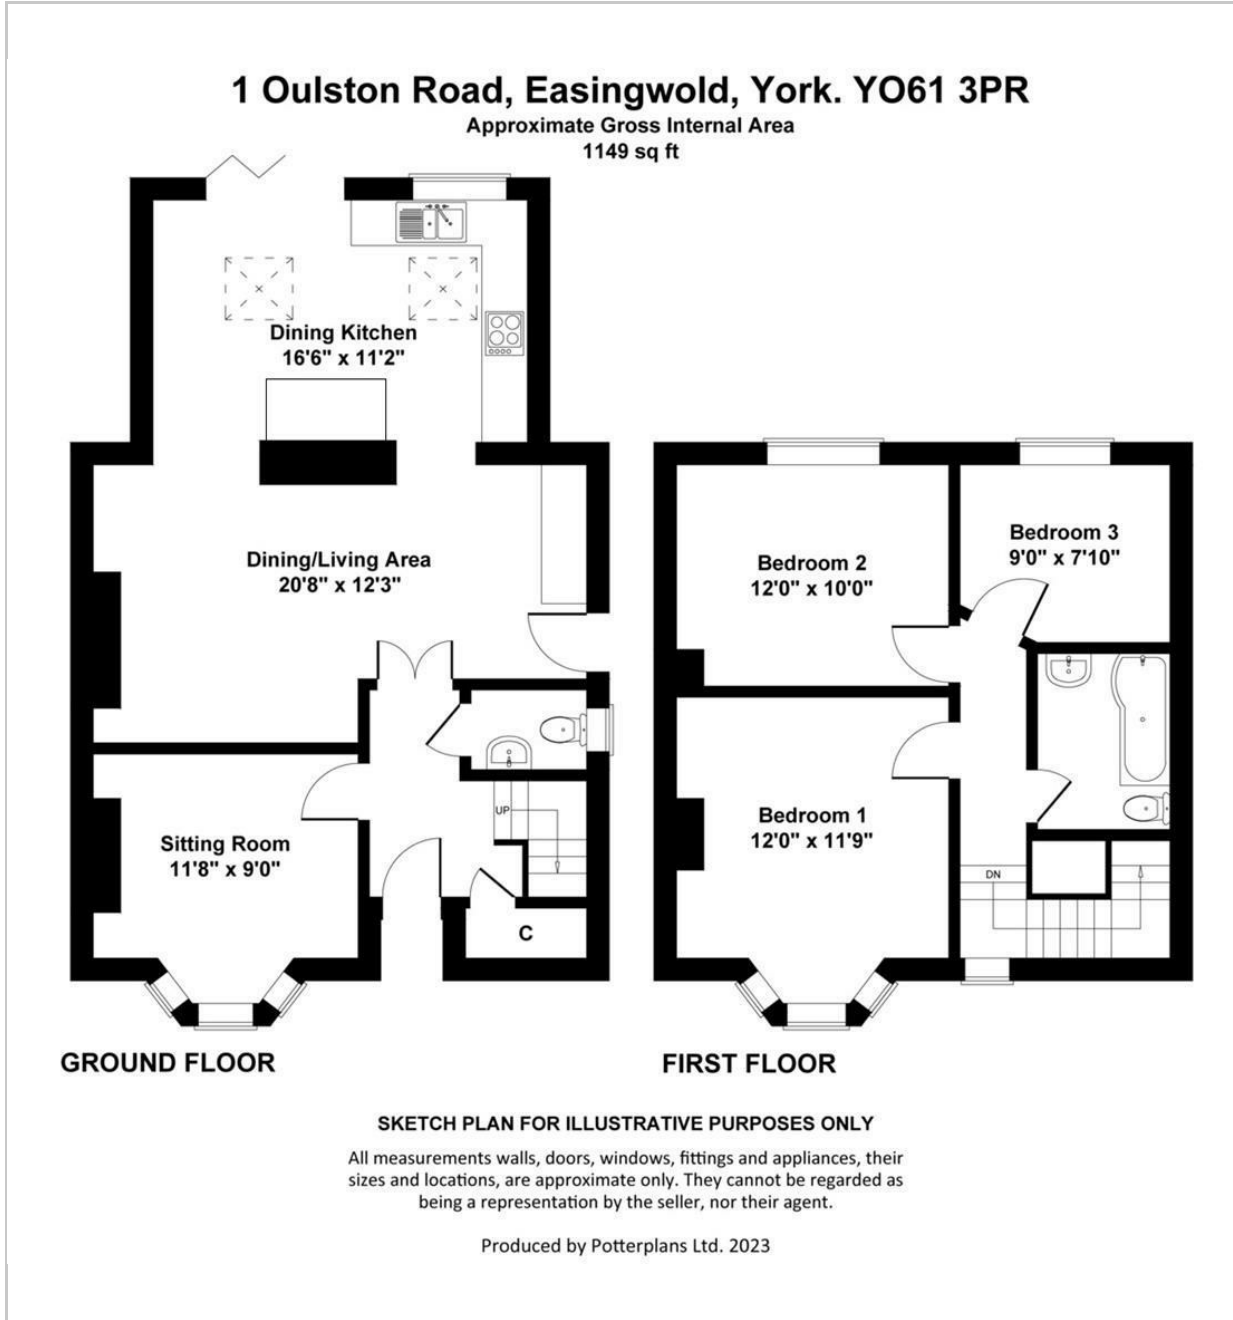 1 Oulston Road, Easingwold, York. YO61 3PR
Approximate Gross Internal Area
1149 sq ft
Dining Kitchen
16'6" x 11'2"
Dining/Living Area
20'8" x 12'3"
Sitting Room
11'8" x 9'0"
UP
C
GROUND FLOOR
Bedroom 2
12'0" x 10'0"
Bedroom 3
9'0" x 7'10"
Bedroom 1
12'0" x 11'9"
DN
FIRST FLOOR
SKETCH PLAN FOR ILLUSTRATIVE PURPOSES ONLY
All measurements walls, doors, windows, fittings and appliances, their
sizes and locations, are approximate only. They cannot be regarded as
being a representation by the seller, nor their agent.
Produced by Potterplans Ltd. 2023